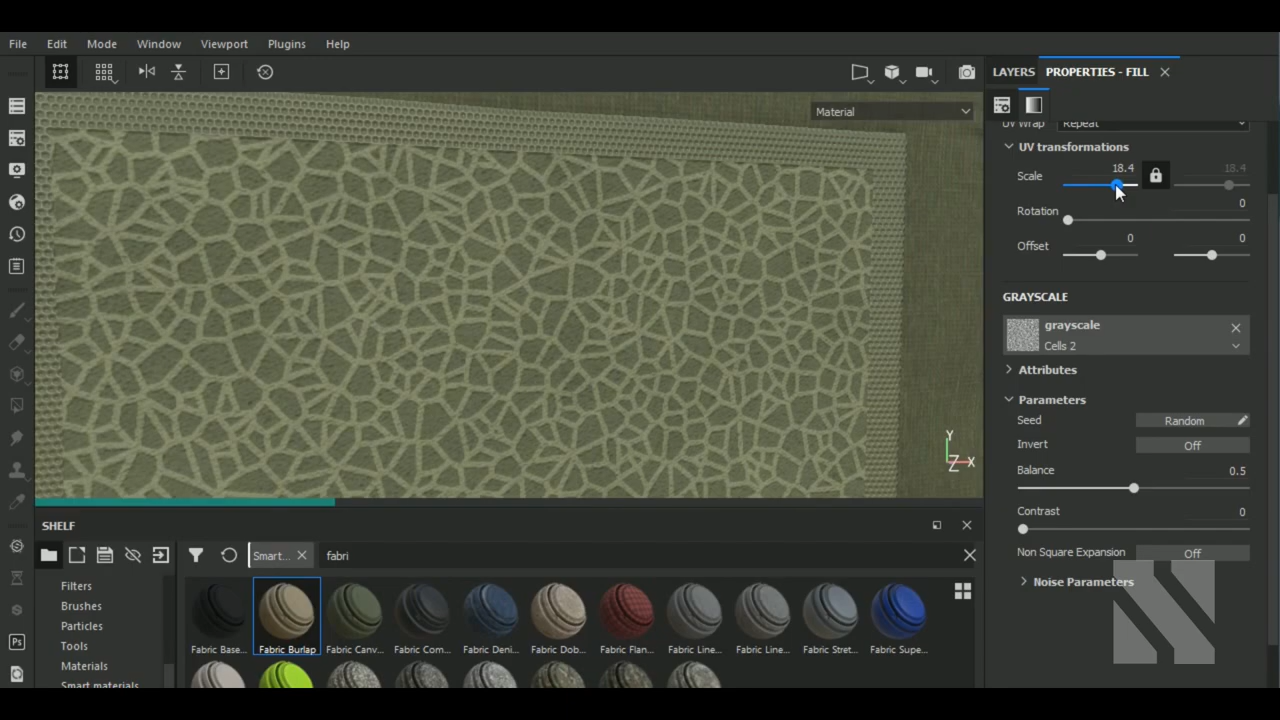 File Edit Mode Window Viewport Plugins Help
LAYERS PROPERTIES - FILL
Material
UV Wrap Repeat
UV transformations
18.4 18.4
Scale
0
Rotation
0 0
Offset
GRAYSCALE
grayscale
Cells 2
Attributes
Parameters
Seed Random
Invert Off
Balance 0.5
Contrast 0
Non Square Expansion Off
Noise Parameters
Y
Z X
SHELF
Smart... fabri
Filters
Brushes
Particles
Tools
Materials
Smart materials
Fabric Base... Fabric Burlap Fabric Canv... Fabric Com... Fabric Deni... Fabric Dob... Fabric Flan... Fabric Line... Fabric Line... Fabric Stret... Fabric Supe...
Ps